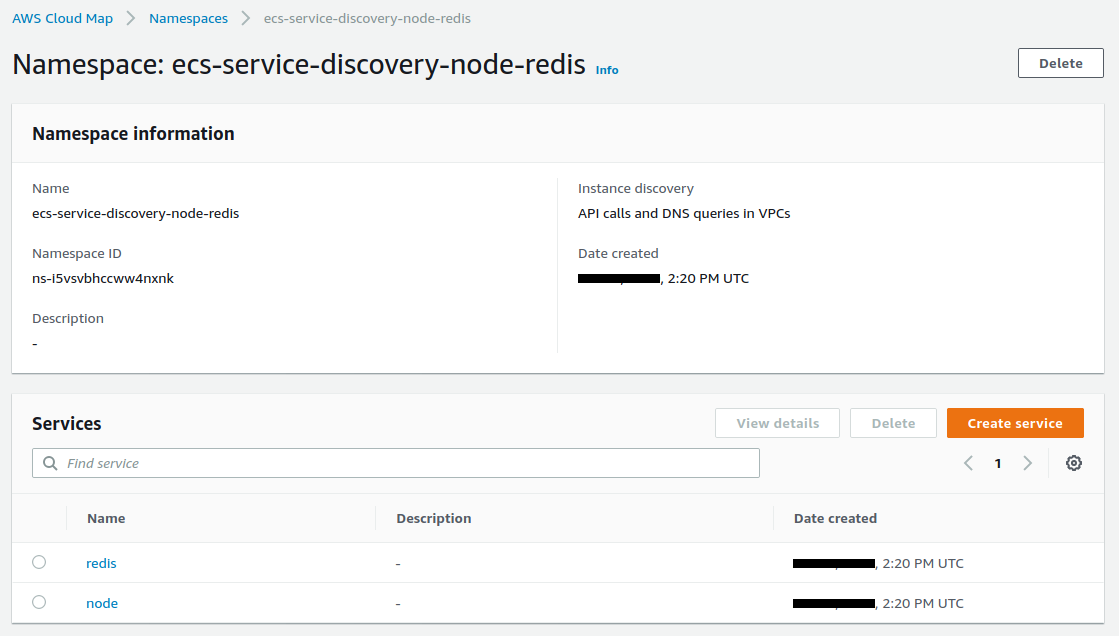 AWS Cloud Map > Namespaces > ecs-service-discovery-node-redis
Namespace: ecs-service-discovery-node-redis Info
Delete
Namespace information
Name
ecs-service-discovery-node-redis
Namespace ID
ns-i5vsvbhccww4nxnk
Description
-
Instance discovery
API calls and DNS queries in VPCs
Date created
, 2:20 PM UTC
Services
View details Delete Create service
Find service
1
Name Description Date created
redis - , 2:20 PM UTC
node - , 2:20 PM UTC